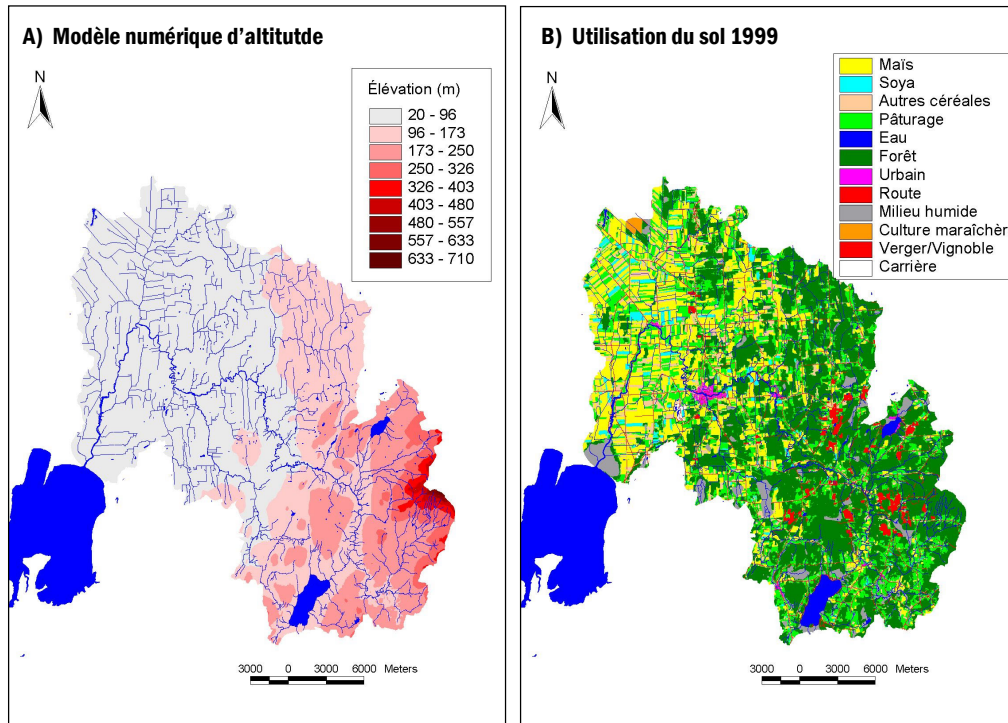 A) Modèle numérique d'altitutde
N
Élévation (m)
20 - 96
96 - 173
173 - 250
250 - 326
326 - 403
403 - 480
480 - 557
557 - 633
633 - 710
3000 0 3000 6000 Meters
B) Utilisation du sol 1999
N
Maïs
Soya
Autres céréales
Pâturage
Eau
Forêt
Urbain
Route
Milieu humide
Culture maraîchèr
Verger/Vignoble
Carrière
3000 0 3000 6000 Meters